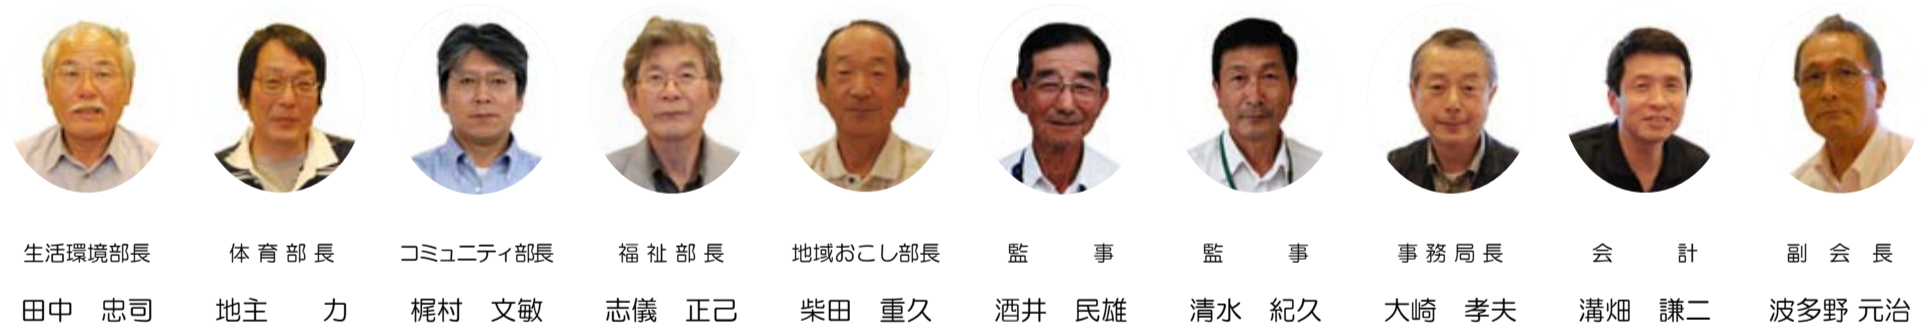 生活環境部長 体育部長 コミュニティ部長 福祉部長 地域おこし部長 監事 監事 事務局長 会計 副会長
田中 忠司 地主 力 梶村 文敏 志儀 正己 柴田 重久 酒井 民雄 清水 紀久 大崎 孝夫 溝畑 謙二 波多野 元治